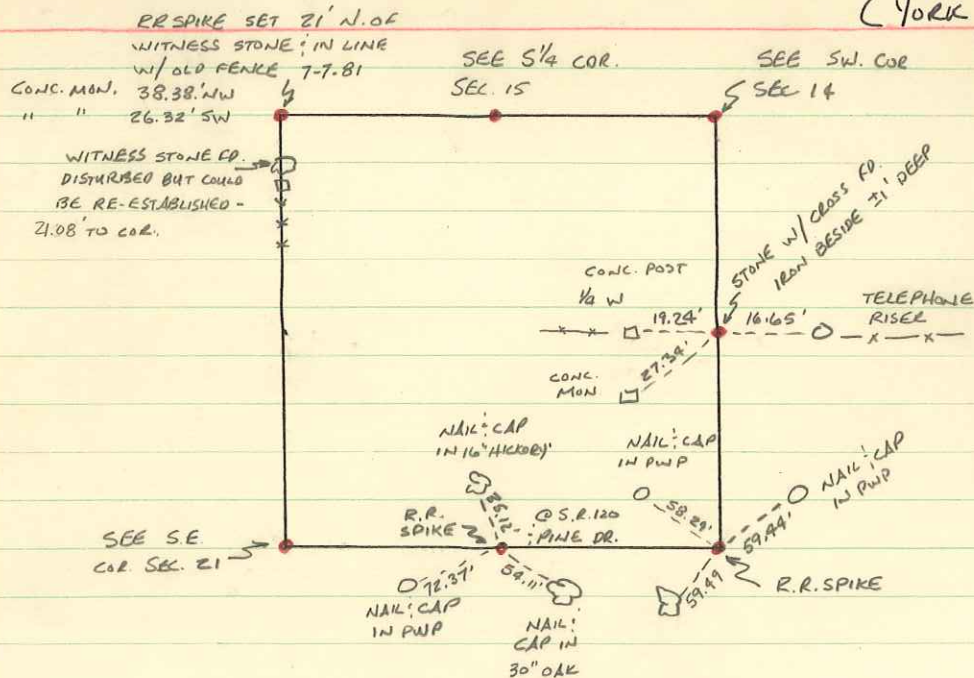 (YORK
RR SPIKE SET 21' N. OF
WITNESS STONE & IN LINE
W/ OLD FENCE 7-7-81
CONC. MON. 38.38' NW
" " 26.32' SW
SEE S 1/4 COR.
SEC. 15
SEE SW. COR
SEC 14
WITNESS STONE FD.
DISTURBED BUT COULD
BE RE-ESTABLISHED -
21.08' TO COR.
STONE W/ CROSS FD.
IRON BESIDE ±1' DEEP
CONC. POST
1/4 W
19.24'
16.65'
TELEPHONE
RISER
27.34'
CONC.
MON
NAIL & CAP
IN 16" HICKORY
NAIL & CAP
IN PWP
NAIL & CAP
IN PWP
58.29'
59.44'
R.R.
SPIKE
@ S.R. 120
& PINE DR.
SEE S.E.
COR. SEC. 21
72.37'
54.11'
59.49
R.R. SPIKE
NAIL & CAP
IN PWP
NAIL &
CAP IN
30" OAK